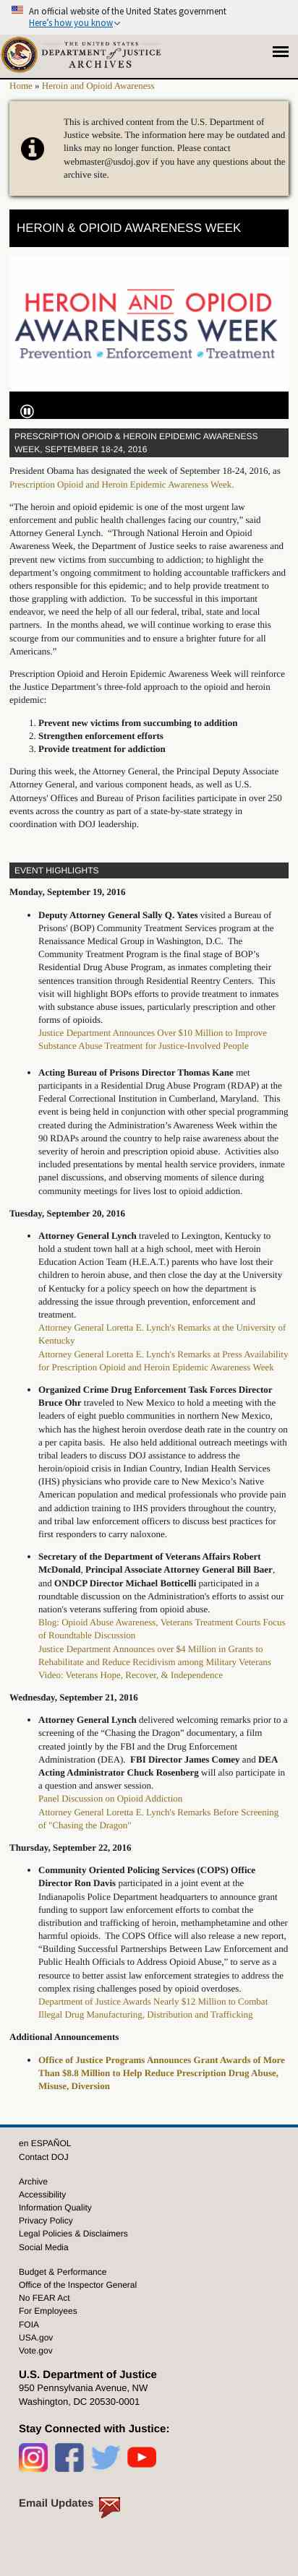 An official website of the United States government
Here's how you know
THE UNITED STATES
DEPARTMENT of JUSTICE
ARCHIVES
Home » Heroin and Opioid Awareness
This is archived content from the U.S. Department of
Justice website. The information here may be outdated and
links may no longer function. Please contact
webmaster@usdoj.gov if you have any questions about the
archive site.
HEROIN & OPIOID AWARENESS WEEK
HEROIN AND OPIOID
AWARENESS WEEK
Prevention • Enforcement • Treatment
PRESCRIPTION OPIOID & HEROIN EPIDEMIC AWARENESS
WEEK, SEPTEMBER 18-24, 2016
President Obama has designated the week of September 18-24, 2016, as
Prescription Opioid and Heroin Epidemic Awareness Week.
“The heroin and opioid epidemic is one of the most urgent law
enforcement and public health challenges facing our country,” said
Attorney General Lynch.  “Through National Heroin and Opioid
Awareness Week, the Department of Justice seeks to raise awareness and
prevent new victims from succumbing to addiction; to highlight the
department’s ongoing commitment to holding accountable traffickers and
others responsible for this epidemic; and to help provide treatment to
those grappling with addiction.  To be successful in this important
endeavor, we need the help of all our federal, tribal, state and local
partners.  In the months ahead, we will continue working to erase this
scourge from our communities and to ensure a brighter future for all
Americans.”
Prescription Opioid and Heroin Epidemic Awareness Week will reinforce
the Justice Department’s three-fold approach to the opioid and heroin
epidemic:
1. Prevent new victims from succumbing to addition
2. Strengthen enforcement efforts
3. Provide treatment for addiction
During this week, the Attorney General, the Principal Deputy Associate
Attorney General, and various component heads, as well as U.S.
Attorneys' Offices and Bureau of Prison facilities participate in over 250
events across the country as part of a state-by-state strategy in
coordination with DOJ leadership.
EVENT HIGHLIGHTS
Monday, September 19, 2016
• Deputy Attorney General Sally Q. Yates visited a Bureau of
Prisons' (BOP) Community Treatment Services program at the
Renaissance Medical Group in Washington, D.C.  The
Community Treatment Program is the final stage of BOP’s
Residential Drug Abuse Program, as inmates completing their
sentences transition through Residential Reentry Centers.  This
visit will highlight BOPs efforts to provide treatment to inmates
with substance abuse issues, particularly prescription and other
forms of opioids.
Justice Department Announces Over $10 Million to Improve
Substance Abuse Treatment for Justice-Involved People
• Acting Bureau of Prisons Director Thomas Kane met
participants in a Residential Drug Abuse Program (RDAP) at the
Federal Correctional Institution in Cumberland, Maryland.  This
event is being held in conjunction with other special programming
created during the Administration’s Awareness Week within the
90 RDAPs around the country to help raise awareness about the
severity of heroin and prescription opioid abuse.  Activities also
included presentations by mental health service providers, inmate
panel discussions, and observing moments of silence during
community meetings for lives lost to opioid addiction.
Tuesday, September 20, 2016
• Attorney General Lynch traveled to Lexington, Kentucky to
hold a student town hall at a high school, meet with Heroin
Education Action Team (H.E.A.T.) parents who have lost their
children to heroin abuse, and then close the day at the University
of Kentucky for a policy speech on how the department is
addressing the issue through prevention, enforcement and
treatment.
Attorney General Loretta E. Lynch's Remarks at the University of
Kentucky
Attorney General Loretta E. Lynch's Remarks at Press Availability
for Prescription Opioid and Heroin Epidemic Awareness Week
• Organized Crime Drug Enforcement Task Forces Director
Bruce Ohr traveled to New Mexico to hold a meeting with the
leaders of eight pueblo communities in northern New Mexico,
which has the highest heroin overdose death rate in the country on
a per capita basis.  He also held additional outreach meetings with
tribal leaders to discuss DOJ assistance to address the
heroin/opioid crisis in Indian Country, Indian Health Services
(IHS) physicians who provide care to New Mexico’s Native
American population and medical professionals who provide pain
and addiction training to IHS providers throughout the country,
and tribal law enforcement officers to discuss best practices for
first responders to carry naloxone.
• Secretary of the Department of Veterans Affairs Robert
McDonald, Principal Associate Attorney General Bill Baer,
and ONDCP Director Michael Botticelli participated in a
roundtable discussion on the Administration's efforts to assist our
nation's veterans suffering from opioid abuse.
Blog: Opioid Abuse Awareness, Veterans Treatment Courts Focus
of Roundtable Discussion
Justice Department Announces over $4 Million in Grants to
Rehabilitate and Reduce Recidivism among Military Veterans
Video: Veterans Hope, Recover, & Independence
Wednesday, September 21, 2016
• Attorney General Lynch delivered welcoming remarks prior to a
screening of the “Chasing the Dragon” documentary, a film
created jointly by the FBI and the Drug Enforcement
Administration (DEA).  FBI Director James Comey and DEA
Acting Administrator Chuck Rosenberg will also participate in
a question and answer session.
Panel Discussion on Opioid Addiction
Attorney General Loretta E. Lynch's Remarks Before Screening
of "Chasing the Dragon"
Thursday, September 22, 2016
• Community Oriented Policing Services (COPS) Office
Director Ron Davis participated in a joint event at the
Indianapolis Police Department headquarters to announce grant
funding to support law enforcement efforts to combat the
distribution and trafficking of heroin, methamphetamine and other
harmful opioids.  The COPS Office will also release a new report,
“Building Successful Partnerships Between Law Enforcement and
Public Health Officials to Address Opioid Abuse,” to serve as a
resource to better assist law enforcement strategies to address the
complex rising challenges posed by opioid overdoses.
Department of Justice Awards Nearly $12 Million to Combat
Illegal Drug Manufacturing, Distribution and Trafficking
Additional Announcements
• Office of Justice Programs Announces Grant Awards of More
Than $8.8 Million to Help Reduce Prescription Drug Abuse,
Misuse, Diversion
en ESPAÑOL
Contact DOJ
Archive
Accessibility
Information Quality
Privacy Policy
Legal Policies & Disclaimers
Social Media
Budget & Performance
Office of the Inspector General
No FEAR Act
For Employees
FOIA
USA.gov
Vote.gov
U.S. Department of Justice
950 Pennsylvania Avenue, NW
Washington, DC 20530-0001
Stay Connected with Justice:
Email Updates